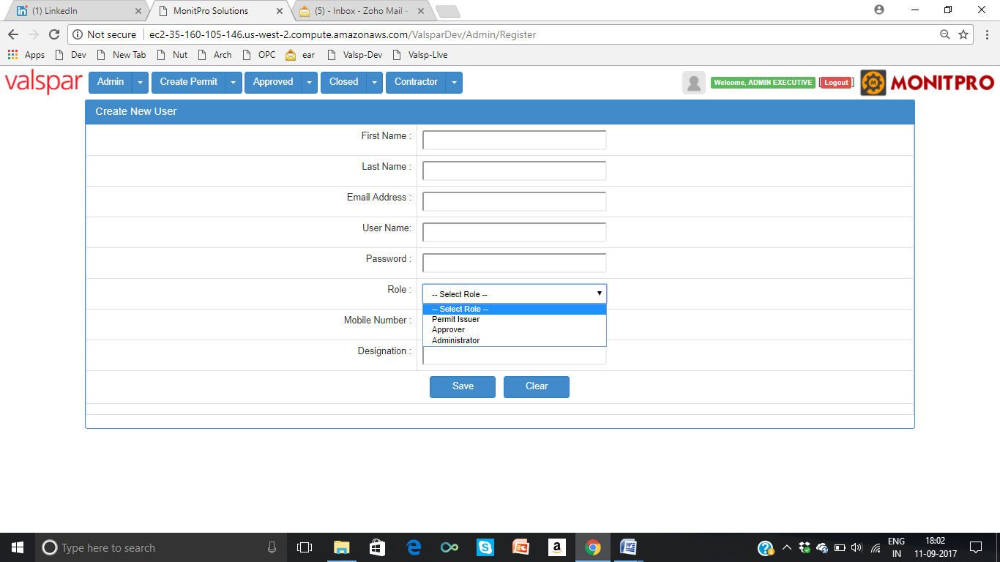 (1) LinkedIn
MonitPro Solutions
(5) - Inbox - Zoho Mail -
Not secure
ec2-35-160-105-146.us-west-2.compute.amazonaws.com/ValsparDev/Admin/Register
Apps Dev New Tab Nut Arch OPC ear Valsp-Dev Valsp-LIve
valspar Admin Create Permit Approved Closed Contractor Welcome, ADMIN EXECUTIVE [Logout] MONITPRO
Create New User
First Name :
Last Name :
Email Address :
User Name:
Password :
Role : -- Select Role --
-- Select Role --
Permit Issuer
Mobile Number :
Approver
Administrator
Designation :
Save Clear
Type here to search
ENG
IN
18:02
11-09-2017